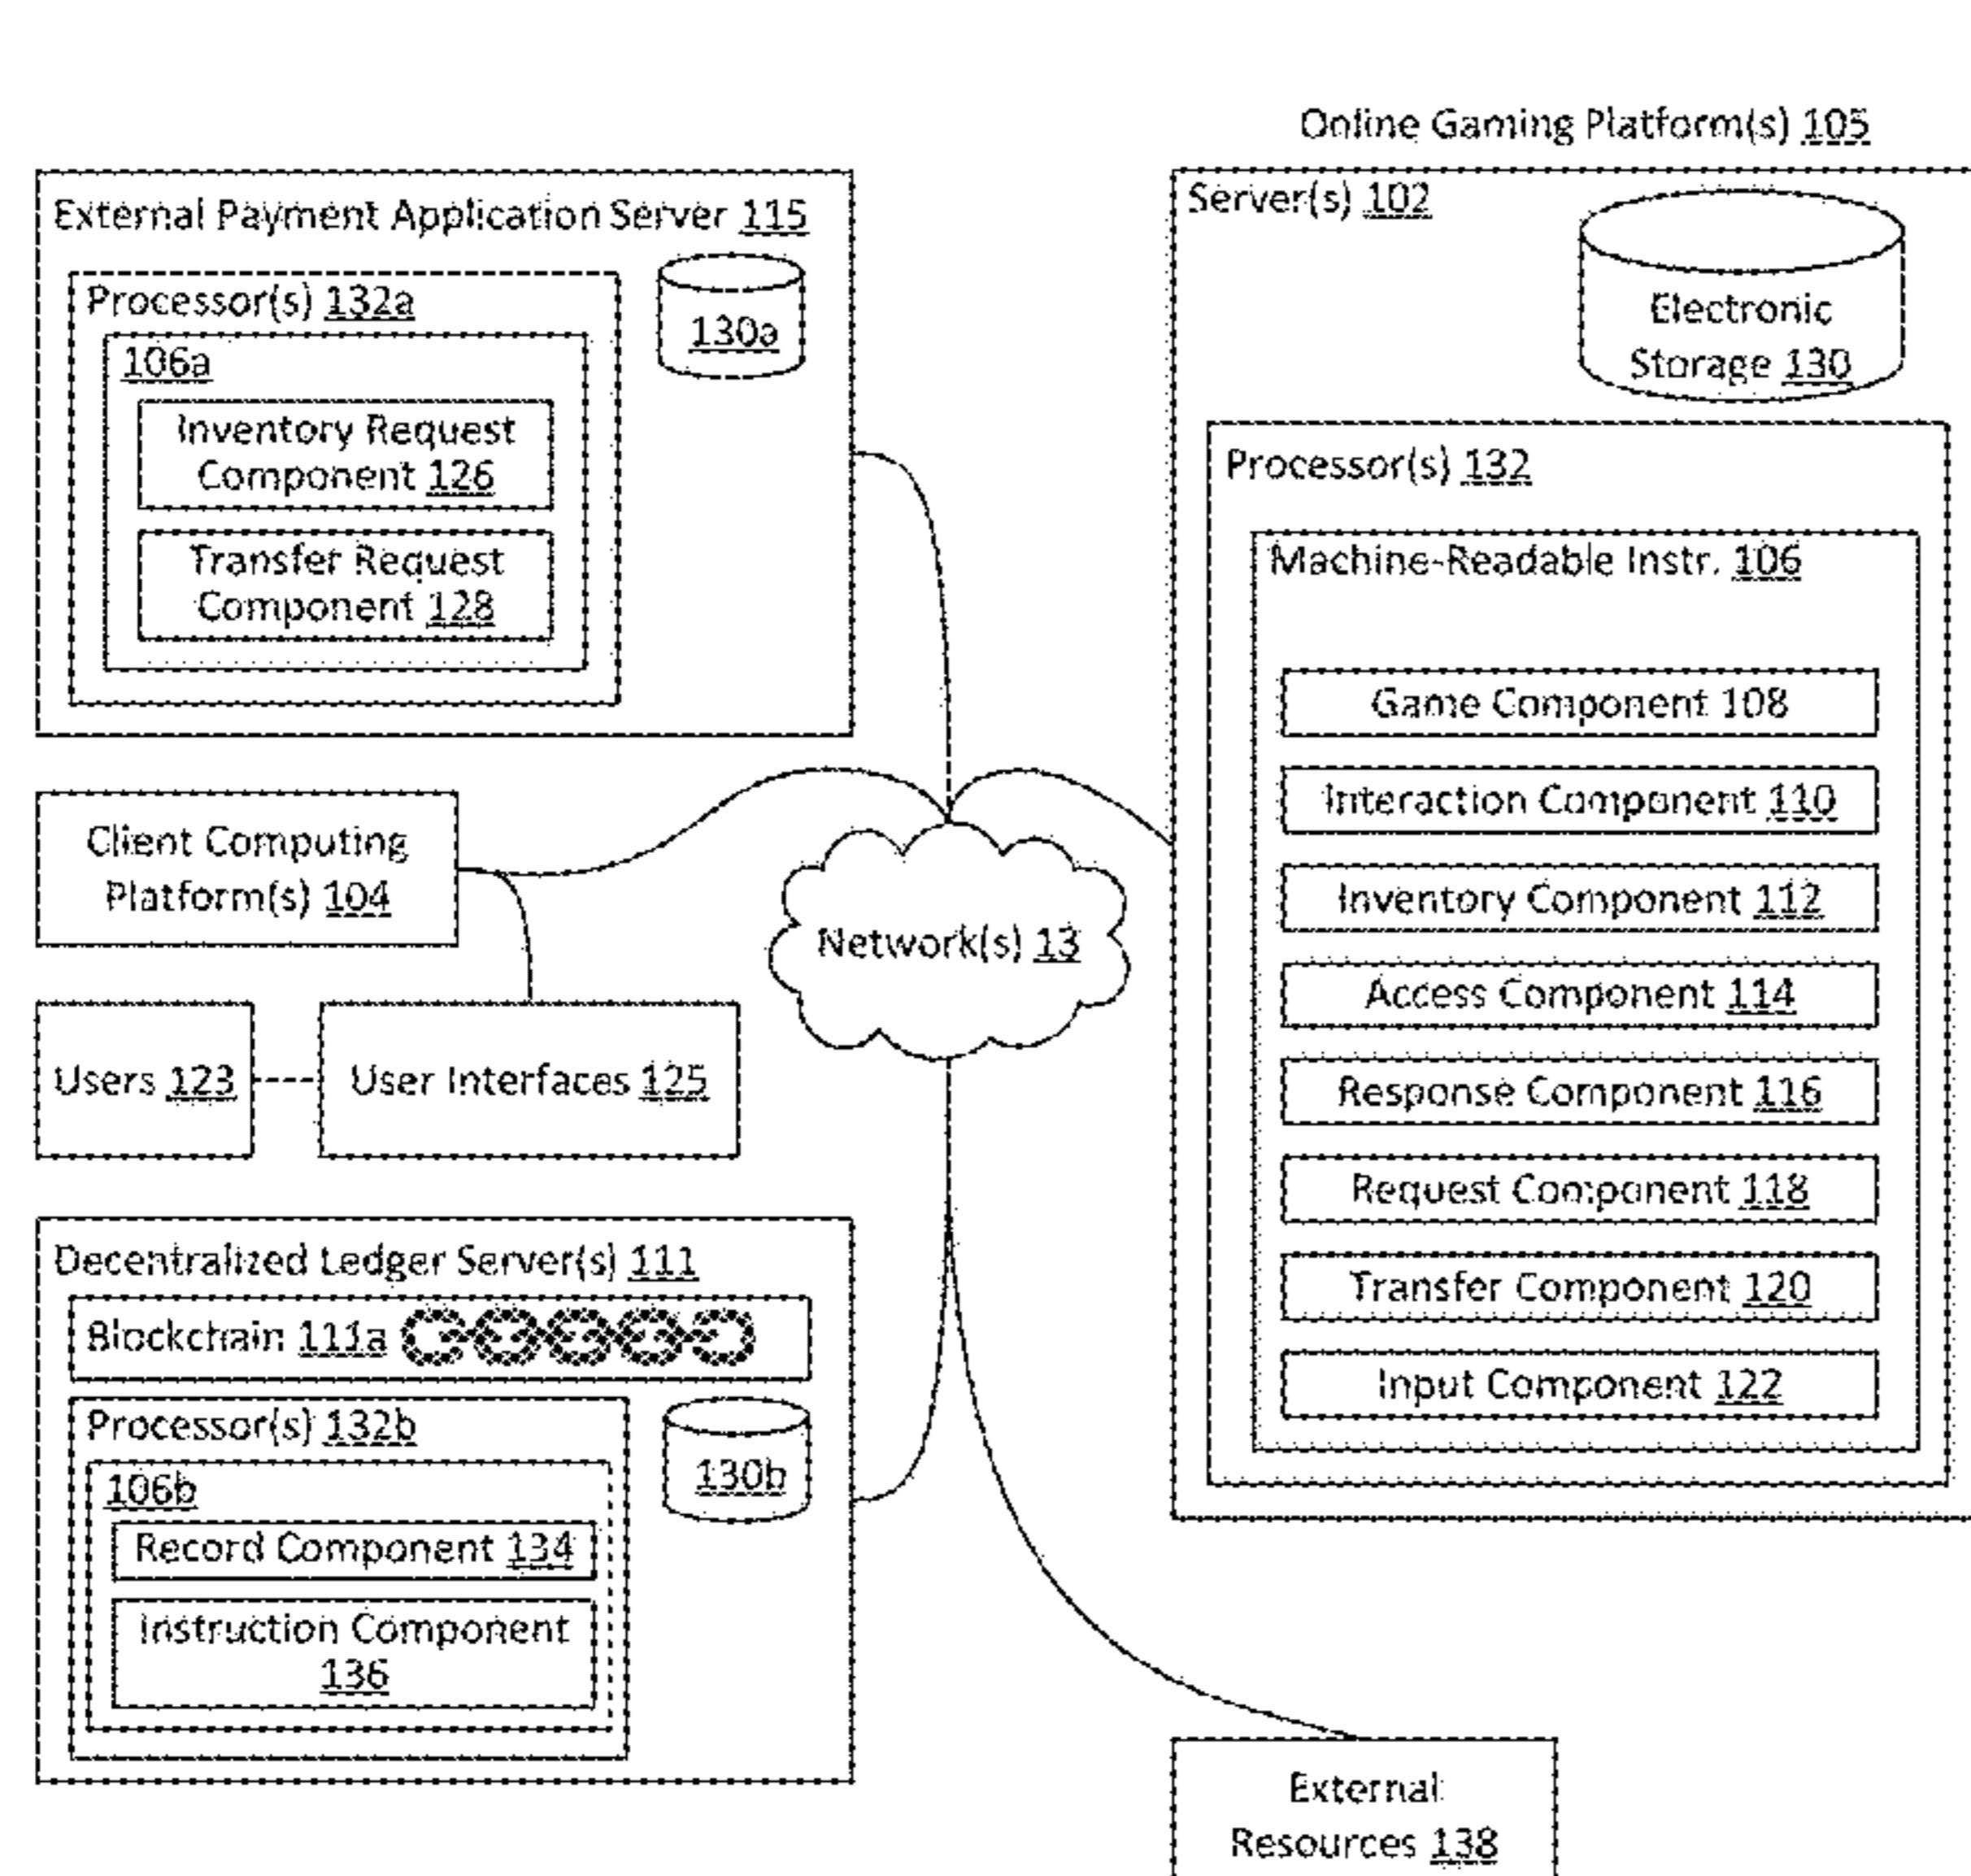 Online Gaming Platform(s) 105
External Payment Application Server 115
Processor(s) 132a
130a
106a
Inventory Request
Component 126
Transfer Request
Component 128
Client Computing
Platform(s) 104
Users 123
User Interfaces 125
Network(s) 13
Decentralized Ledger Server(s) 111
Blockchain 111a
Processor(s) 132b
130b
106b
Record Component 134
Instruction Component
136
Server(s) 102
Electronic
Storage 130
Processor(s) 132
Machine-Readable Instr. 106
Game Component 108
Interaction Component 110
Inventory Component 112
Access Component 114
Response Component 116
Request Component 118
Transfer Component 120
Input Component 122
External
Resources 138